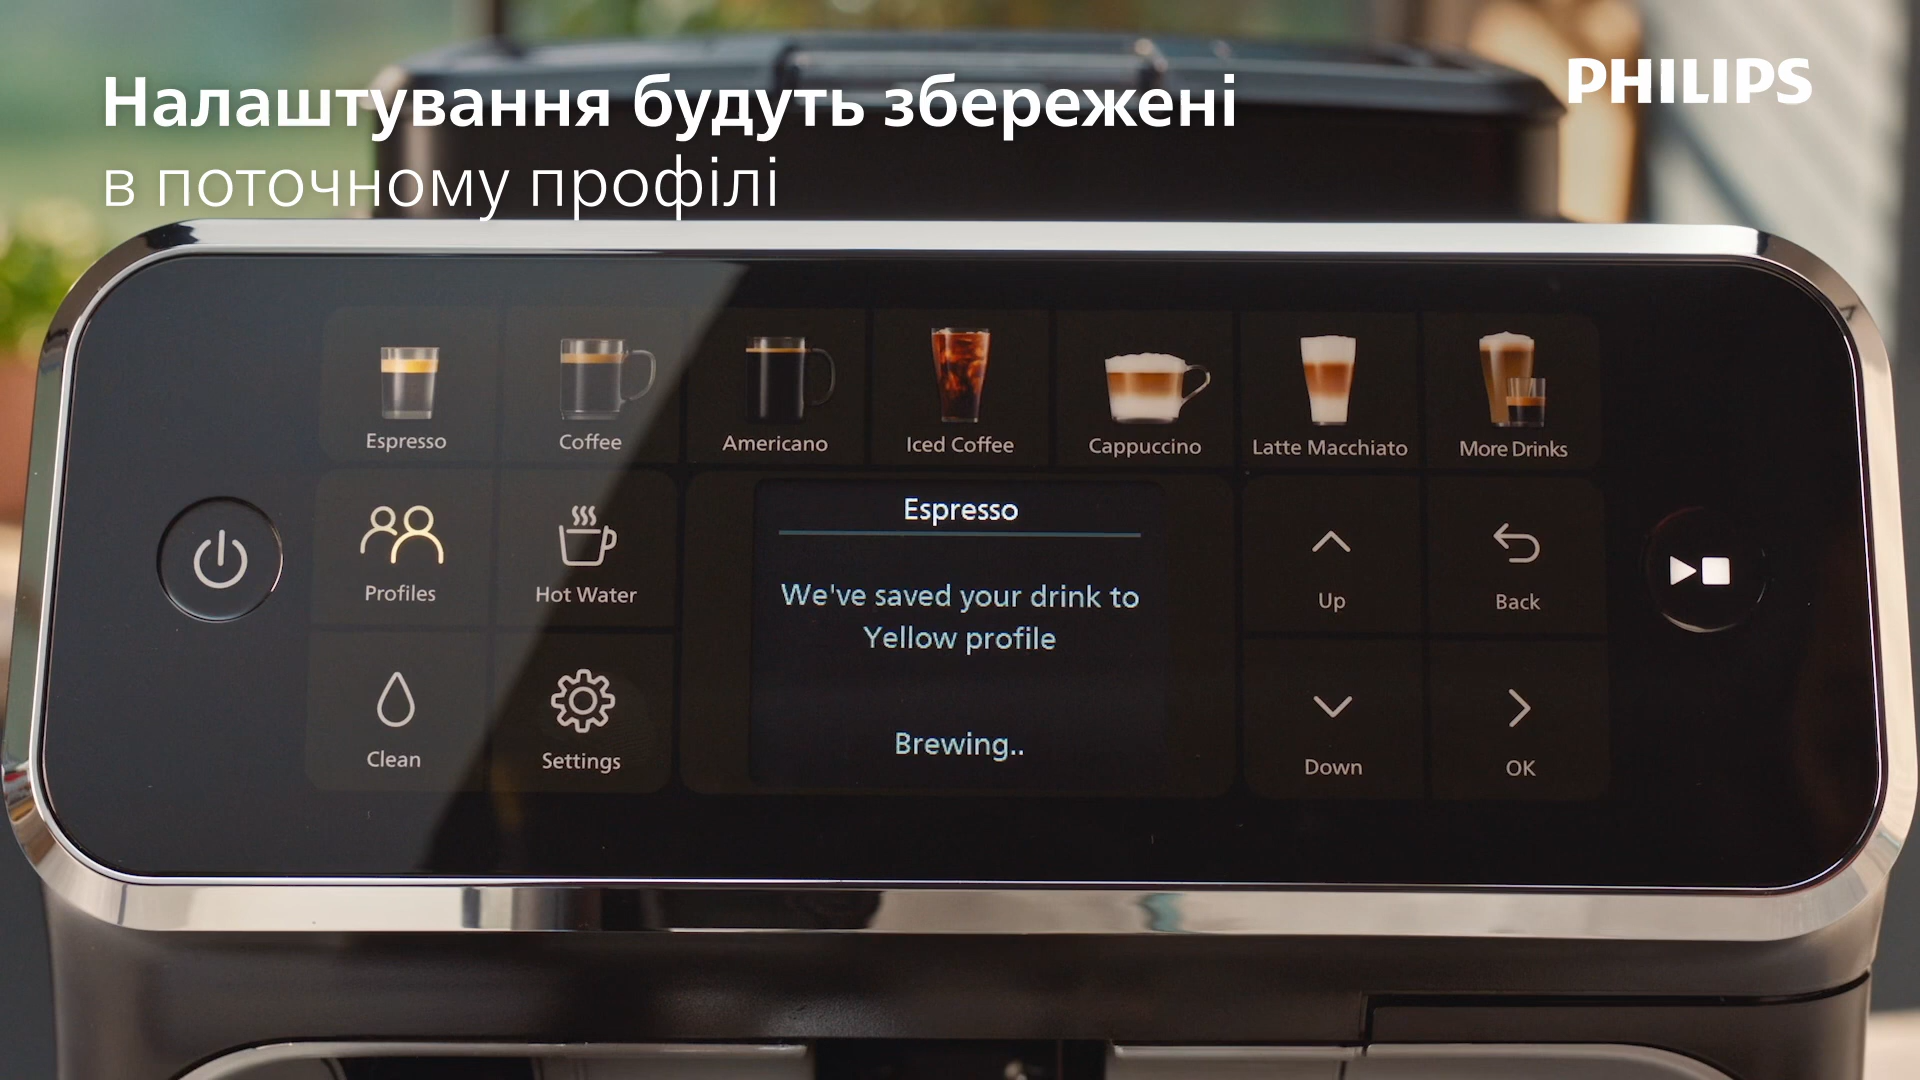 Налаштування будуть збережені
в поточному профілі
PHILIPS
Espresso
Coffee
Americano
Iced Coffee
Cappuccino
Latte Macchiato
More Drinks
Profiles
Hot Water
Espresso
We've saved your drink to
Yellow profile
Brewing..
Up
Back
Clean
Settings
Down
OK